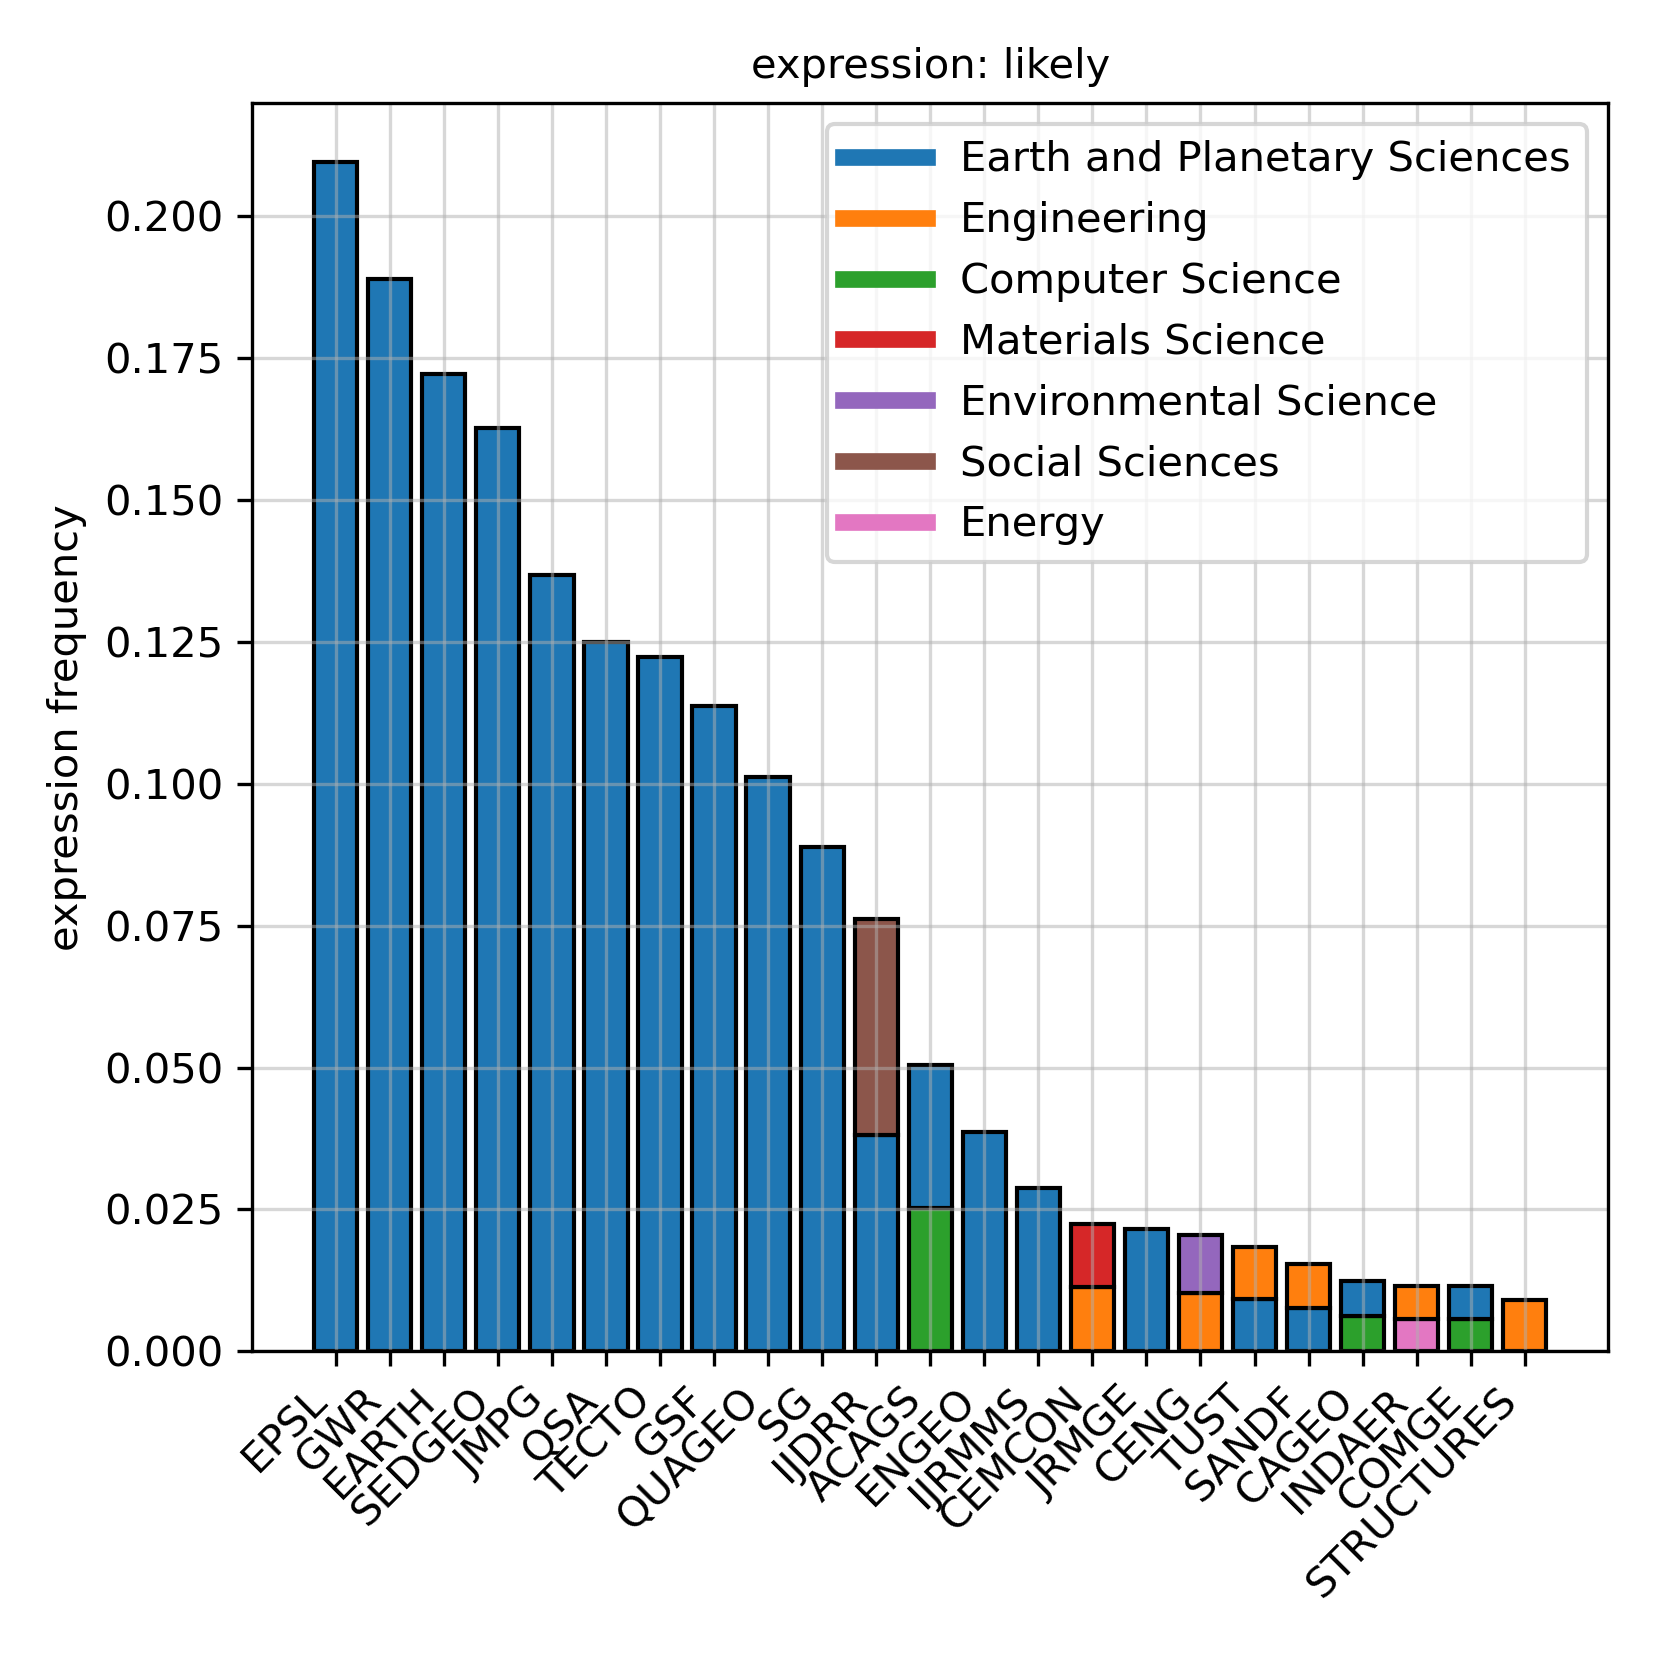 expression: likely
Earth and Planetary Sciences
Engineering
Computer Science
Materials Science
Environmental Science
Social Sciences
Energy
expression frequency
0.200
0.175
0.150
0.125
0.100
0.075
0.050
0.025
0.000
EPSL
GWR
EARTH
SEDGEO
JMPG
QSA
TECTO
GSF
QUAGEO
SG
IJDRR
ACAGS
ENGEO
IJRMMS
CEMCON
JRMGE
CENG
TUST
SANDF
CAGEO
INDAER
COMGE
STRUCTURES